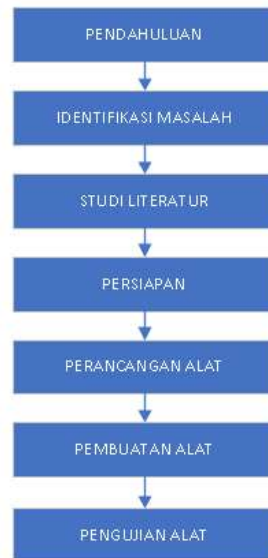 PENDAHULUAN
IDENTIFIKASI MASALAH
STUDI LITERATUR
PERSIAPAN
PERANCANGAN ALAT
PEMBUATAN ALAT
PENGUJIAN ALAT